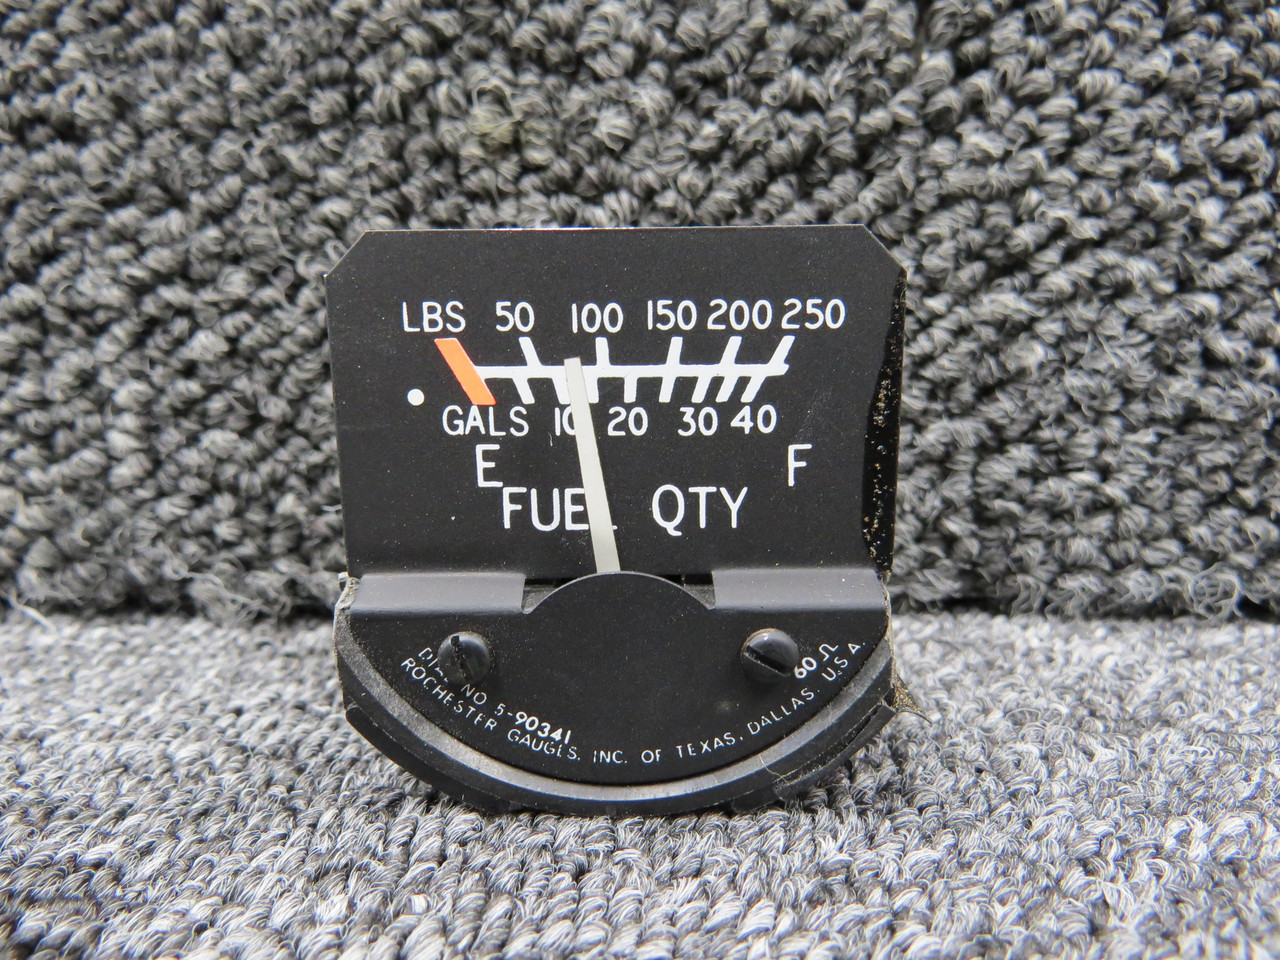 LBS 50 100 150 200 250
GALS 10 20 30 40
E F
FUEL QTY
NO 5-90341 60 Ω
ROCHESTER GAUGES, INC. OF TEXAS, DALLAS, U.S.A.